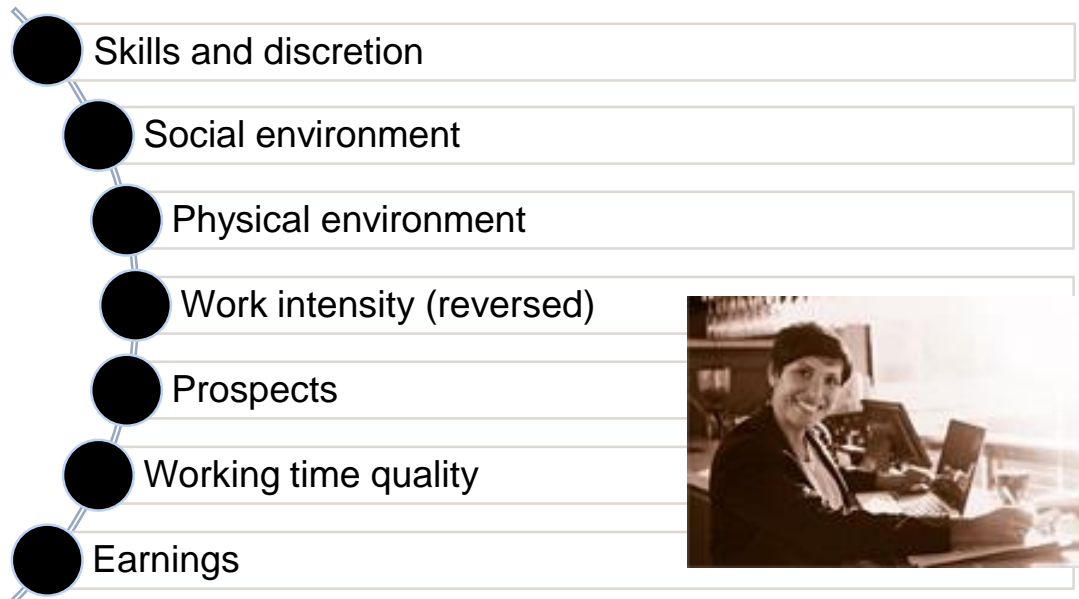 Skills and discretion
Social environment
Physical environment
Work intensity (reversed)
Prospects
Working time quality
Earnings